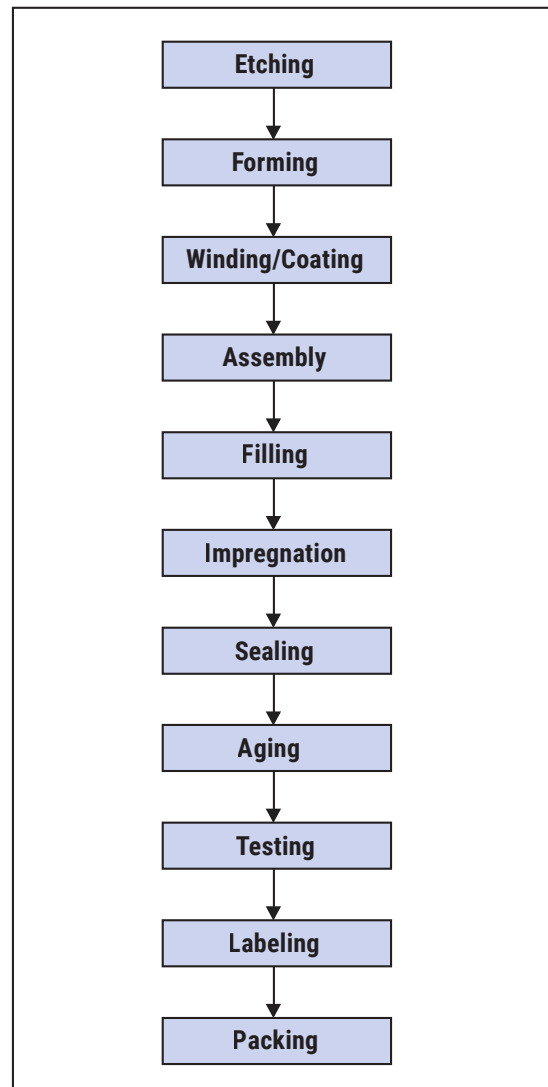 Etching
Forming
Winding/Coating
Assembly
Filling
Impregnation
Sealing
Aging
Testing
Labeling
Packing